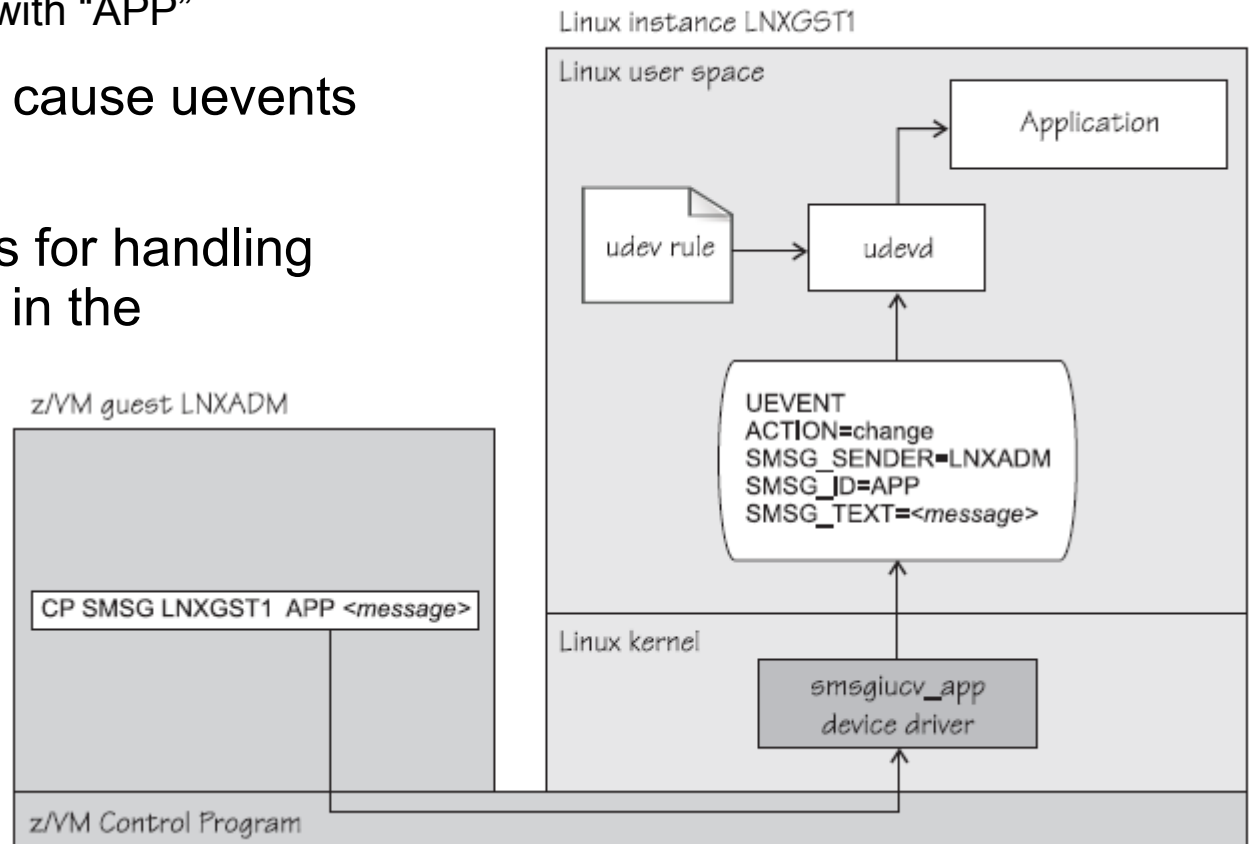 with “APP”
cause uevents
s for handling
in the
Linux instance LNXGST1
Linux user space
Application
udev rule
udevd
UEVENT
ACTION=change
SMSG_SENDER=LNXADM
SMSG_ID=APP
SMSG_TEXT=<message>
z/VM guest LNXADM
CP SMSG LNXGST1 APP <message>
Linux kernel
smsgiucv_app
device driver
z/VM Control Program